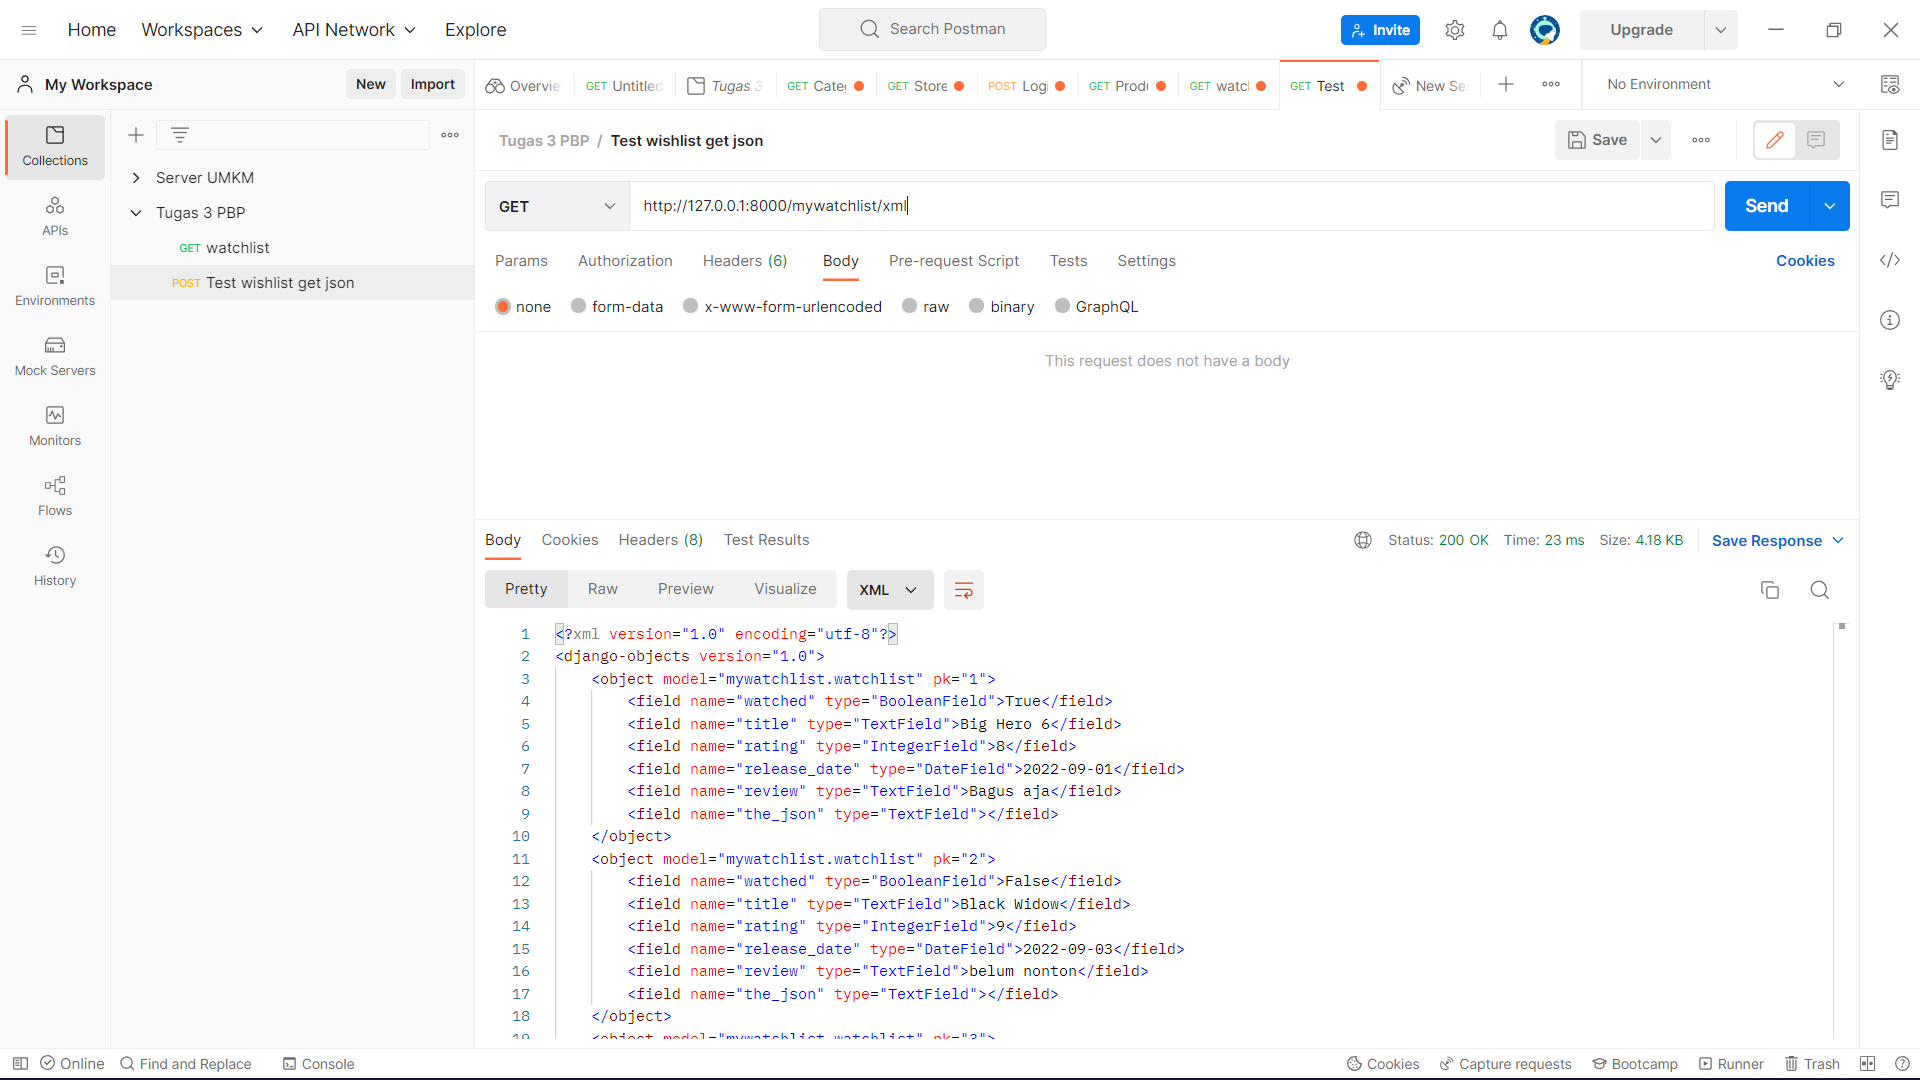 Home Workspaces API Network Explore Search Postman Invite Upgrade
My Workspace New Import
Overvie GET Untitled Tugas 3 GET Cate GET Store POST Logi GET Produ GET watcl GET Test New Se No Environment
Collections
APIs
Environments
Mock Servers
Monitors
Flows
History
Server UMKM
Tugas 3 PBP
GET watchlist
POST Test wishlist get json
Tugas 3 PBP / Test wishlist get json Save
GET http://127.0.0.1:8000/mywatchlist/xml Send
Params Authorization Headers (6) Body Pre-request Script Tests Settings Cookies
none form-data x-www-form-urlencoded raw binary GraphQL
This request does not have a body
Body Cookies Headers (8) Test Results Status: 200 OK Time: 23 ms Size: 4.18 KB Save Response
Pretty Raw Preview Visualize XML
1 <?xml version="1.0" encoding="utf-8"?>
2 <django-objects version="1.0">
3 <object model="mywatchlist.watchlist" pk="1">
4 <field name="watched" type="BooleanField">True</field>
5 <field name="title" type="TextField">Big Hero 6</field>
6 <field name="rating" type="IntegerField">8</field>
7 <field name="release_date" type="DateField">2022-09-01</field>
8 <field name="review" type="TextField">Bagus aja</field>
9 <field name="the_json" type="TextField"></field>
10 </object>
11 <object model="mywatchlist.watchlist" pk="2">
12 <field name="watched" type="BooleanField">False</field>
13 <field name="title" type="TextField">Black Widow</field>
14 <field name="rating" type="IntegerField">9</field>
15 <field name="release_date" type="DateField">2022-09-03</field>
16 <field name="review" type="TextField">belum nonton</field>
17 <field name="the_json" type="TextField"></field>
18 </object>
19 <object model="mywatchlist.watchlist" pk="3">
Online Find and Replace Console Cookies Capture requests Bootcamp Runner Trash